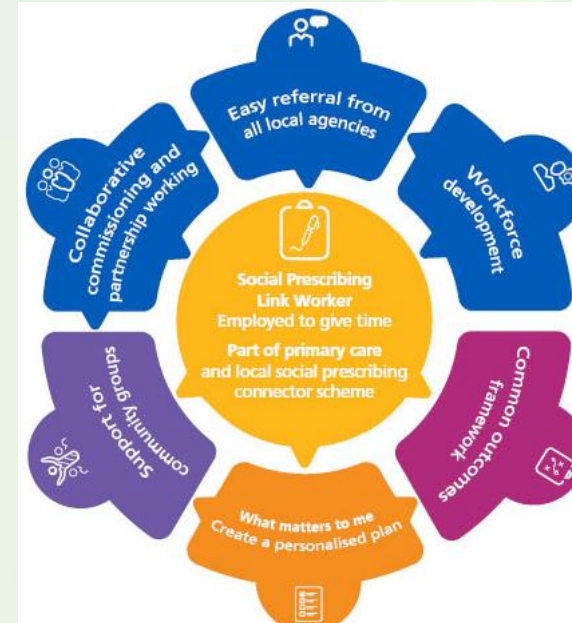 Easy referral from
all local agencies
Workforce
development
Common outcomes
framework
What matters to me
Create a personalised plan
Support for
community groups
Collaborative
commissioning and
partnership working
Social Prescribing
Link Worker
Employed to give time
Part of primary care
and local social prescribing
connector scheme